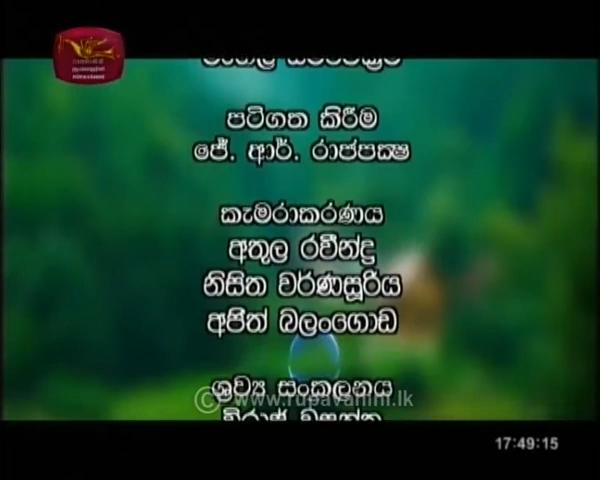 පටිගත කිරීම
ජේ. ආර්. රාජපක්ෂ
කැමරාකරණය
අතුල රවීන්ද්‍ර
නිසිත වර්ණසූරිය
අජිත් බලංගොඩ
ශ්‍රව්‍ය සංකලනය
© www.rupavahini.lk
17:49:15